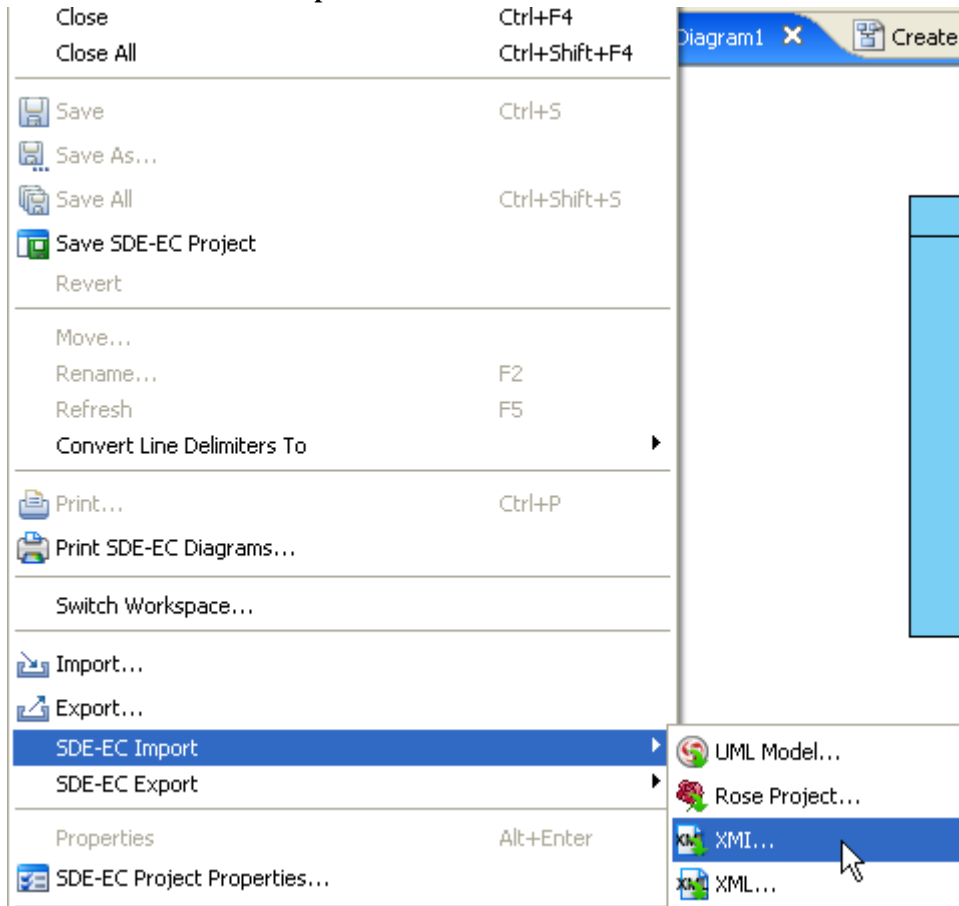 Close Ctrl+F4
Close All Ctrl+Shift+F4
Diagram1 Create
Save Ctrl+S
Save As...
Save All Ctrl+Shift+S
Save SDE-EC Project
Revert
Move...
Rename... F2
Refresh F5
Convert Line Delimiters To
Print... Ctrl+P
Print SDE-EC Diagrams...
Switch Workspace...
Import...
Export...
SDE-EC Import
SDE-EC Export
Properties Alt+Enter
SDE-EC Project Properties...
UML Model...
Rose Project...
XMI...
XML...